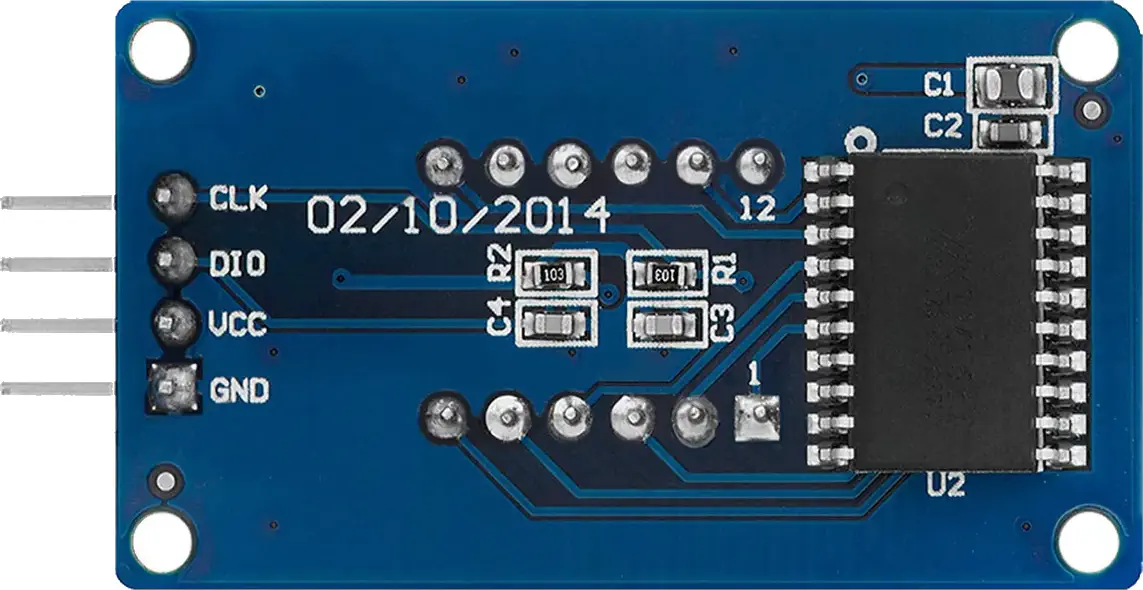 C1
C2
CLK
02/10/2014
12
DIO
R2
103
103
R1
VCC
C4
C3
GND
1
U2